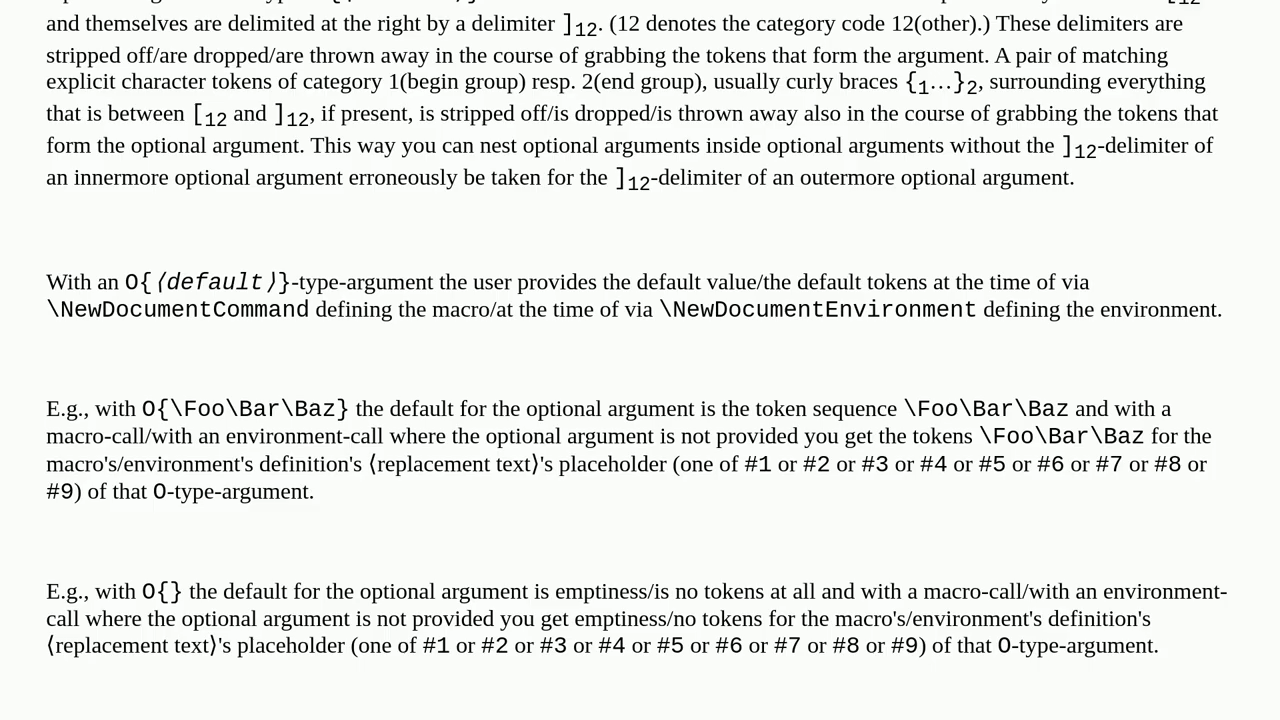 and themselves are delimited at the right by a delimiter ]12. (12 denotes the category code 12(other).) These delimiters are
stripped off/are dropped/are thrown away in the course of grabbing the tokens that form the argument. A pair of matching
explicit character tokens of category 1(begin group) resp. 2(end group), usually curly braces {1…}2, surrounding everything
that is between [12 and ]12, if present, is stripped off/is dropped/is thrown away also in the course of grabbing the tokens that
form the optional argument. This way you can nest optional arguments inside optional arguments without the ]12-delimiter of
an innermore optional argument erroneously be taken for the ]12-delimiter of an outermore optional argument.
With an O{⟨default⟩}-type-argument the user provides the default value/the default tokens at the time of via
\NewDocumentCommand defining the macro/at the time of via \NewDocumentEnvironment defining the environment.
E.g., with O{\Foo\Bar\Baz} the default for the optional argument is the token sequence \Foo\Bar\Baz and with a
macro-call/with an environment-call where the optional argument is not provided you get the tokens \Foo\Bar\Baz for the
macro's/environment's definition's ⟨replacement text⟩'s placeholder (one of #1 or #2 or #3 or #4 or #5 or #6 or #7 or #8 or
#9) of that O-type-argument.
E.g., with O{} the default for the optional argument is emptiness/is no tokens at all and with a macro-call/with an environment-
call where the optional argument is not provided you get emptiness/no tokens for the macro's/environment's definition's
⟨replacement text⟩'s placeholder (one of #1 or #2 or #3 or #4 or #5 or #6 or #7 or #8 or #9) of that O-type-argument.